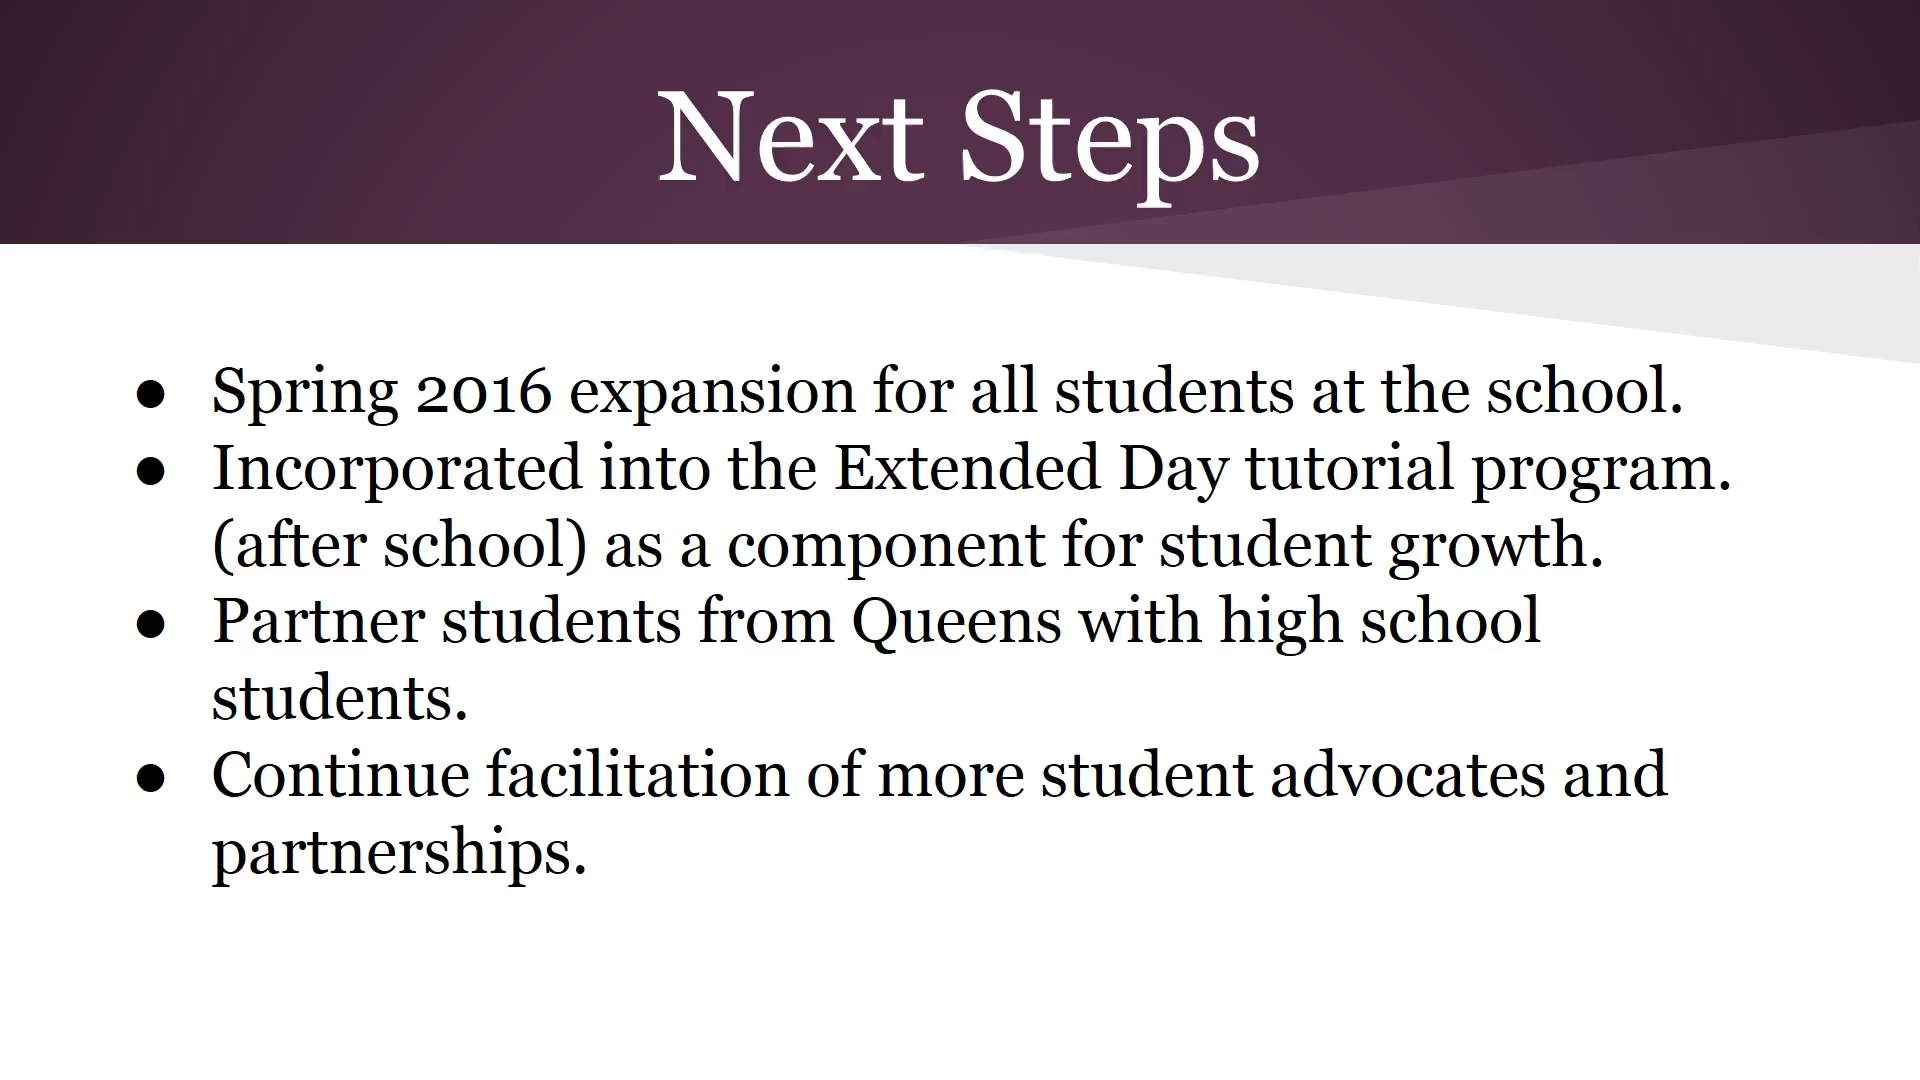 Next Steps
● Spring 2016 expansion for all students at the school.
● Incorporated into the Extended Day tutorial program.
(after school) as a component for student growth.
● Partner students from Queens with high school
students.
● Continue facilitation of more student advocates and
partnerships.